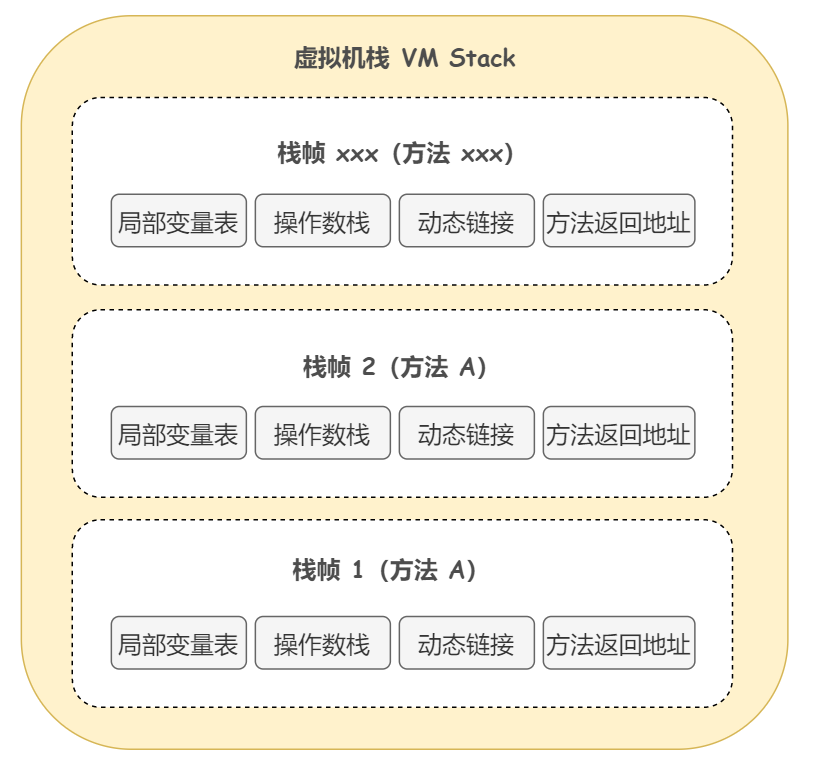 虚拟机栈 VM Stack
栈帧 xxx (方法 xxx)
局部变量表 操作数栈 动态链接 方法返回地址
栈帧 2 (方法 A)
局部变量表 操作数栈 动态链接 方法返回地址
栈帧 1 (方法 A)
局部变量表 操作数栈 动态链接 方法返回地址